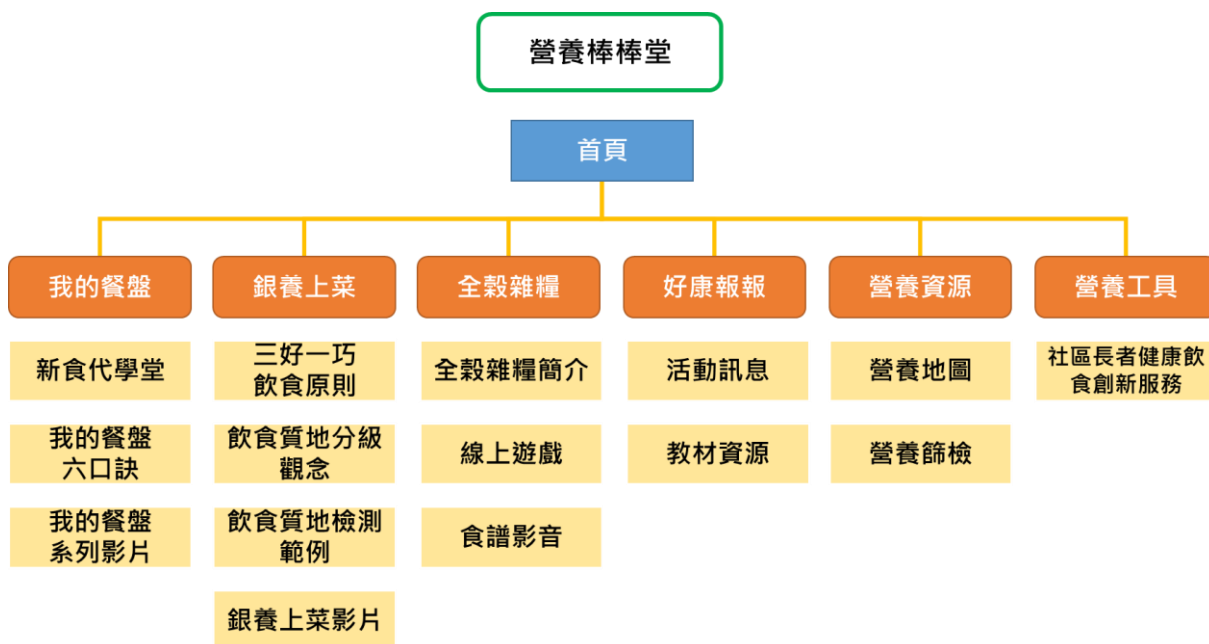 營養棒棒堂
首頁
我的餐盤
銀養上菜
全榖雜糧
好康報報
營養資源
營養工具
新食代學堂
三好一巧
飲食原則
全榖雜糧簡介
活動訊息
營養地圖
社區長者健康飲
食創新服務
我的餐盤
六口訣
飲食質地分級
觀念
線上遊戲
教材資源
營養篩檢
我的餐盤
系列影片
飲食質地檢測
範例
食譜影音
銀養上菜影片